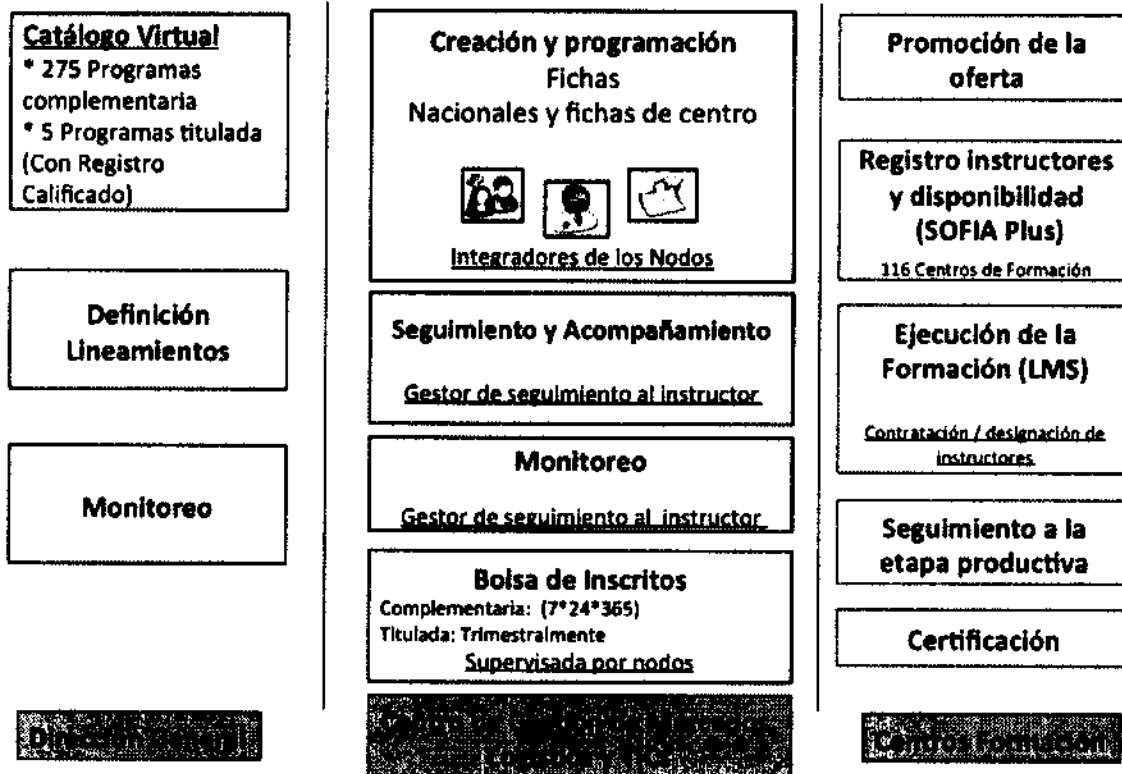 Catálogo Virtual
* 275 Programas
complementaria
* 5 Programas titulada
(Con Registro
Calificado)
Definición
Lineamientos
Monitoreo
Dirección General
Creación y programación
Fichas
Nacionales y fichas de centro
Integradores de los Nodos
Seguimiento y Acompañamiento
Gestor de seguimiento al instructor
Monitoreo
Gestor de seguimiento al instructor
Bolsa de Inscritos
Complementaria: (7*24*365)
Titulada: Trimestralmente
Supervisada por nodos
Promoción de la
oferta
Registro instructores
y disponibilidad
(SOFIA Plus)
116 Centros de Formación
Ejecución de la
Formación (LMS)
Contratación / designación de
instructores
Seguimiento a la
etapa productiva
Certificación
Centros Formación